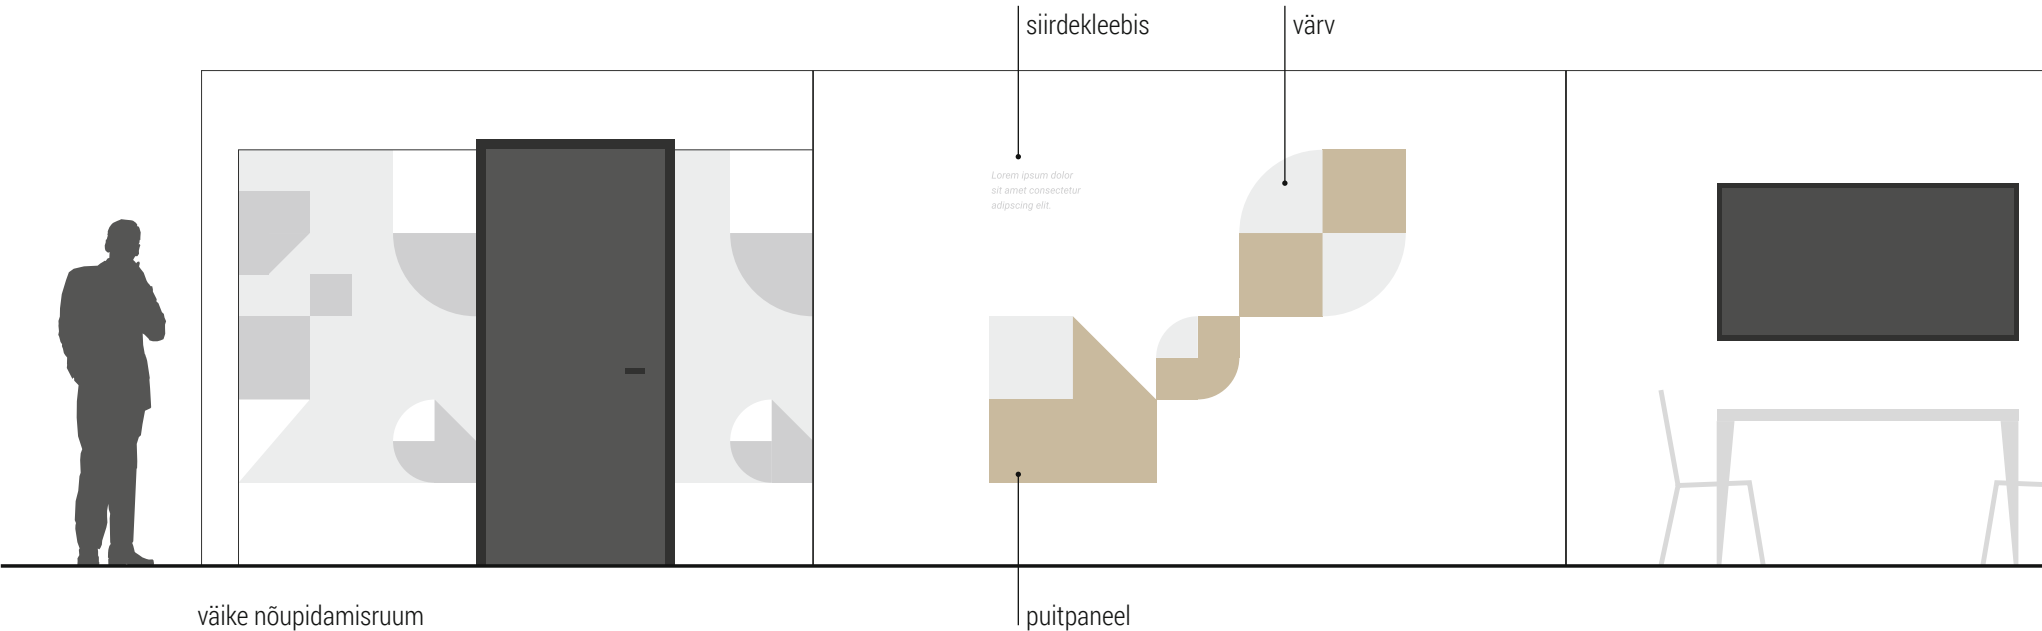 siirdekleebis
värv
Lorem ipsum dolor
sit amet consectetur
adipscing elit.
väike nõupidamisruum
puitpaneel